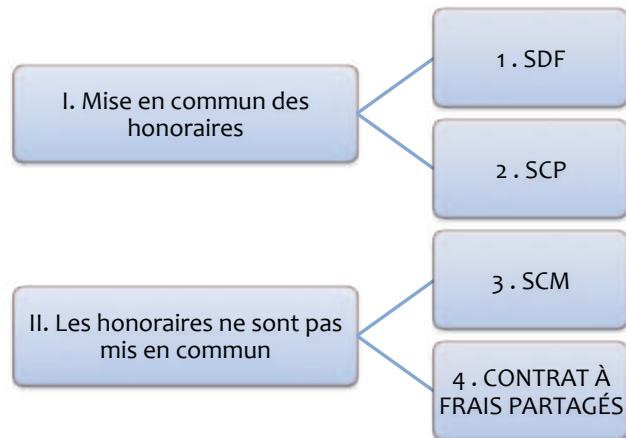 I. Mise en commun des
honoraires
1 . SDF
2 . SCP
II. Les honoraires ne sont pas
mis en commun
3 . SCM
4 . CONTRAT À
FRAIS PARTAGÉS